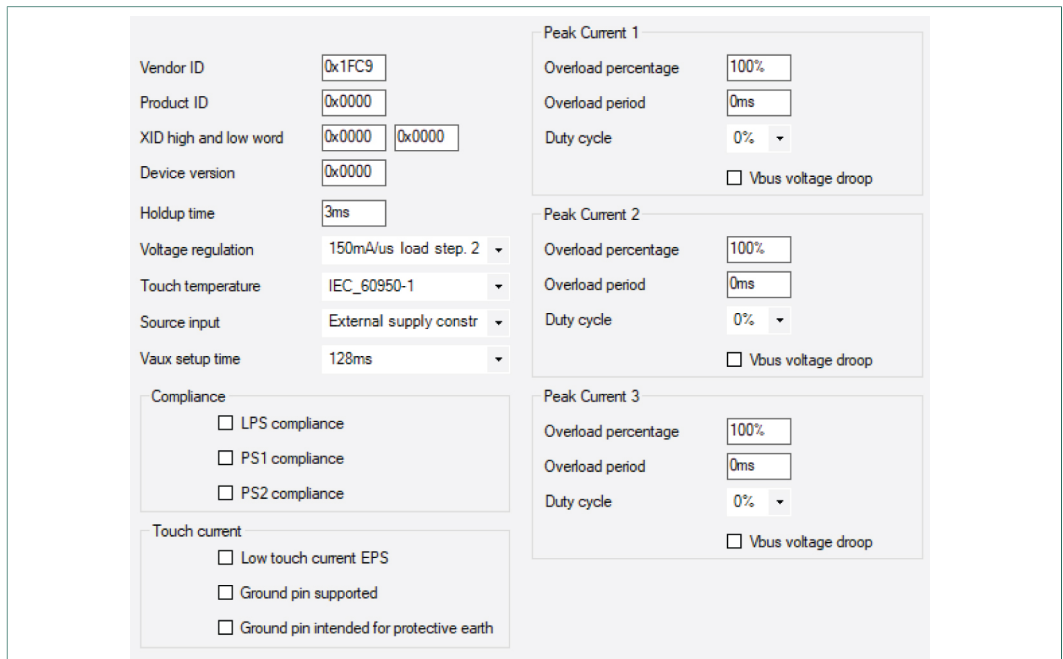 Vendor ID 0x1FC9
Product ID 0x0000
XID high and low word 0x0000 0x0000
Device version 0x0000
Holdup time 3ms
Voltage regulation 150mA/us load step. 2
Touch temperature IEC_60950-1
Source input External supply constr
Vaux setup time 128ms
Compliance
LPS compliance
PS1 compliance
PS2 compliance
Touch current
Low touch current EPS
Ground pin supported
Ground pin intended for protective earth
Peak Current 1
Overload percentage 100%
Overload period 0ms
Duty cycle 0%
Vbus voltage droop
Peak Current 2
Overload percentage 100%
Overload period 0ms
Duty cycle 0%
Vbus voltage droop
Peak Current 3
Overload percentage 100%
Overload period 0ms
Duty cycle 0%
Vbus voltage droop